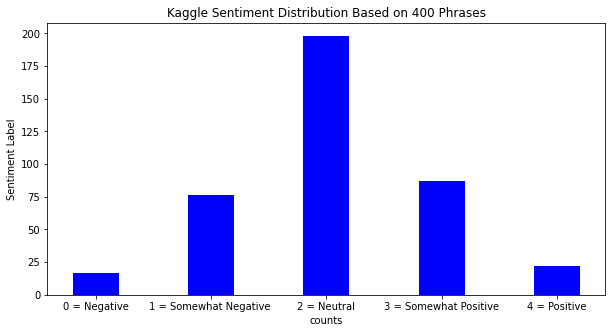 Kaggle Sentiment Distribution Based on 400 Phrases
Sentiment Label
200
175
150
125
100
75
50
25
0
0 = Negative 1 = Somewhat Negative 2 = Neutral 3 = Somewhat Positive 4 = Positive
counts